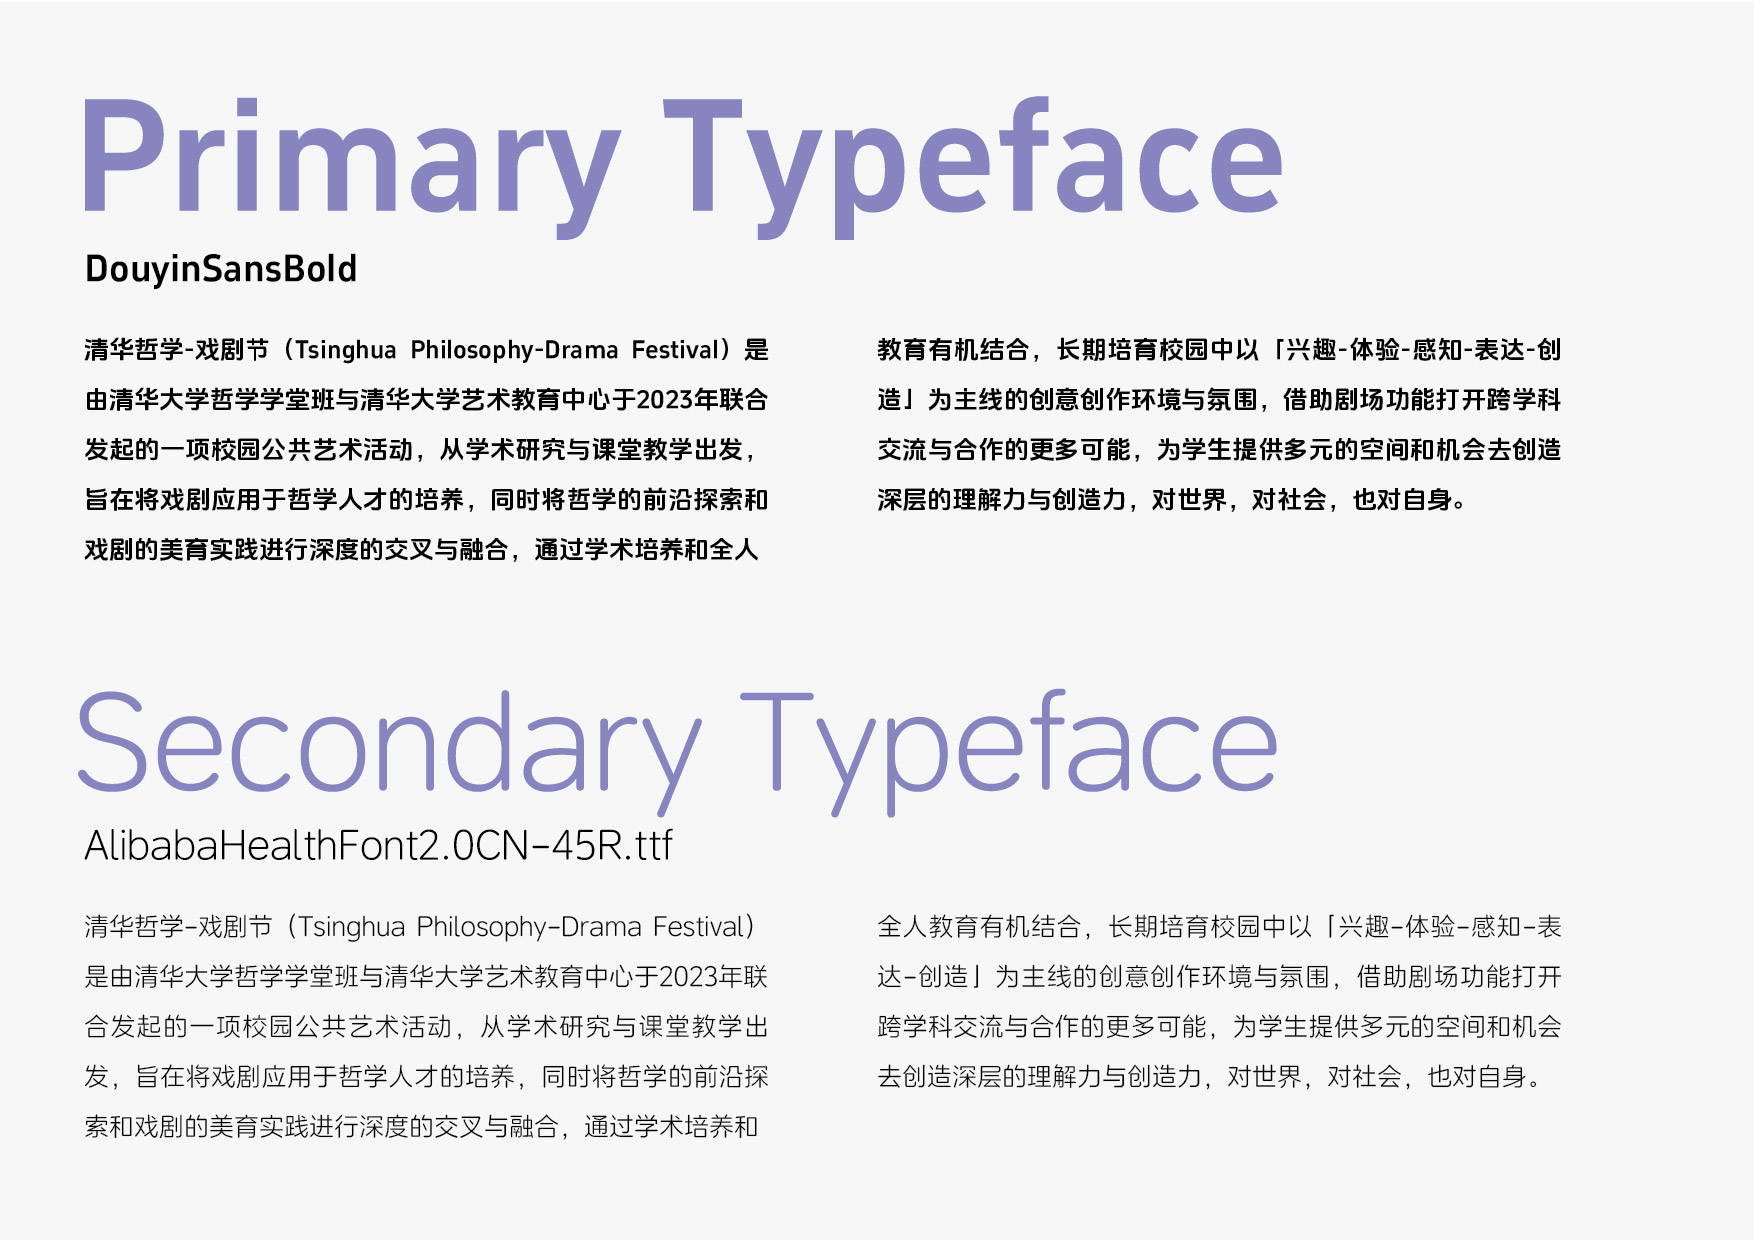 Primary Typeface
DouyinSansBold
清华哲学-戏剧节（Tsinghua Philosophy-Drama Festival）是
由清华大学哲学学堂班与清华大学艺术教育中心于2023年联合
发起的一项校园公共艺术活动，从学术研究与课堂教学出发，
旨在将戏剧应用于哲学人才的培养，同时将哲学的前沿探索和
戏剧的美育实践进行深度的交叉与融合，通过学术培养和全人
教育有机结合，长期培育校园中以「兴趣-体验-感知-表达-创
造」为主线的创意创作环境与氛围，借助剧场功能打开跨学科
交流与合作的更多可能，为学生提供多元的空间和机会去创造
深层的理解力与创造力，对世界，对社会，也对自身。
Secondary Typeface
AlibabaHealthFont2.0CN-45R.ttf
清华哲学-戏剧节（Tsinghua Philosophy-Drama Festival）
是由清华大学哲学学堂班与清华大学艺术教育中心于2023年联
合发起的一项校园公共艺术活动，从学术研究与课堂教学出
发，旨在将戏剧应用于哲学人才的培养，同时将哲学的前沿探
索和戏剧的美育实践进行深度的交叉与融合，通过学术培养和
全人教育有机结合，长期培育校园中以「兴趣-体验-感知-表
达-创造」为主线的创意创作环境与氛围，借助剧场功能打开
跨学科交流与合作的更多可能，为学生提供多元的空间和机会
去创造深层的理解力与创造力，对世界，对社会，也对自身。